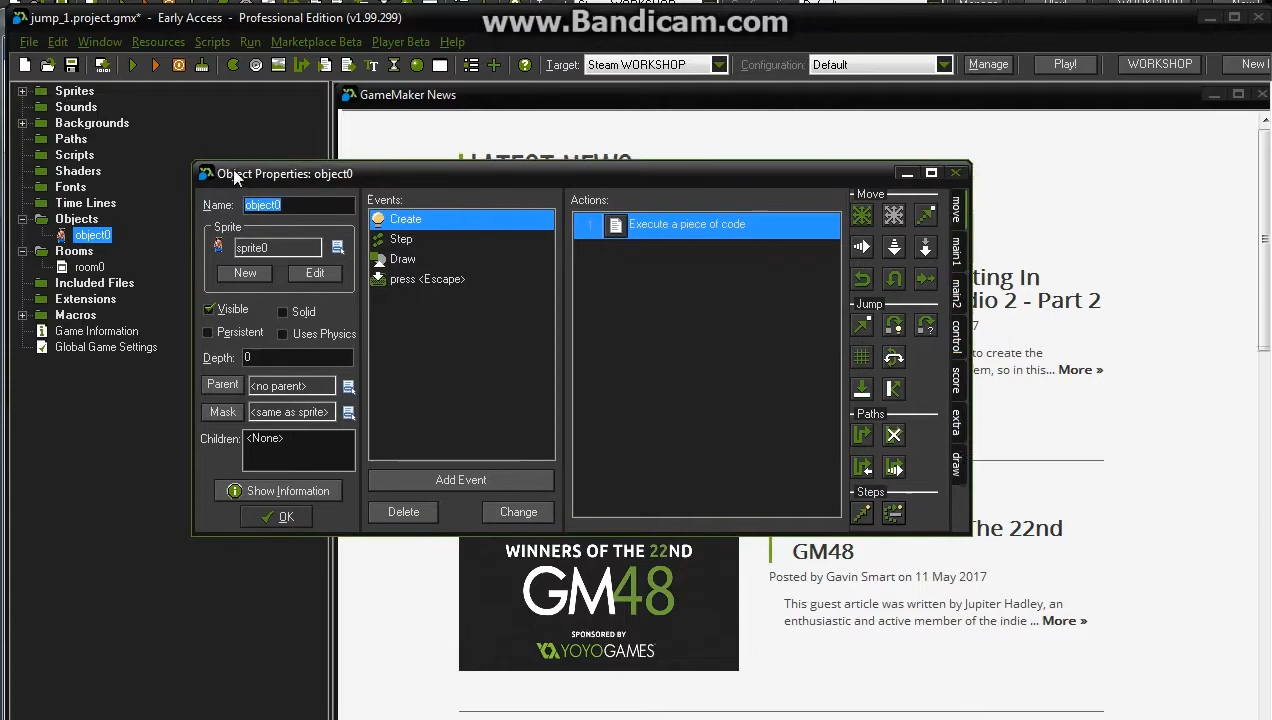 www.Bandicam.com
jump_1.project.gmx* - Early Access - Professional Edition (v1.99.299)
File Edit Window Resources Scripts Run Marketplace Beta Player Beta Help
Target: Steam WORKSHOP Configuration: Default Manage Play! WORKSHOP New I
Sprites
Sounds
Backgrounds
Paths
Scripts
Shaders
Fonts
Time Lines
Objects
object0
Rooms
room0
Included Files
Extensions
Macros
Game Information
Global Game Settings
GameMaker News
Object Properties: object0
Name: object0
Sprite
sprite0
New Edit
Visible Solid
Persistent Uses Physics
Depth: 0
Parent <no parent>
Mask <same as sprite>
Children: <None>
Show Information
OK
Events:
Create
Step
Draw
press <Escape>
Add Event
Delete Change
Actions:
1 Execute a piece of code
Move
Jump
Paths
Steps
move
main1
main2
control
score
extra
draw
ting In
dio 2 - Part 2
2017
to create the
em, so in this... More »
WINNERS OF THE 22ND
GM48
SPONSORED BY
YOYOGAMES
The 22nd
GM48
Posted by Gavin Smart on 11 May 2017
This guest article was written by Jupiter Hadley, an
enthusiastic and active member of the indie ... More »